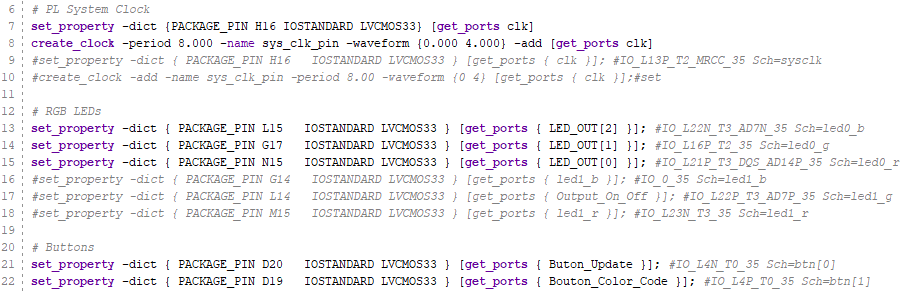 6 # PL System Clock
7 set_property -dict {PACKAGE_PIN H16 IOSTANDARD LVCMOS33} [get_ports clk]
8 create_clock -period 8.000 -name sys_clk_pin -waveform {0.000 4.000} -add [get_ports clk]
9 #set_property -dict { PACKAGE_PIN H16   IOSTANDARD LVCMOS33 } [get_ports { clk }]; #IO_L13P_T2_MRCC_35 Sch=sysclk
10 #create_clock -add -name sys_clk_pin -period 8.00 -waveform {0 4} [get_ports { clk }];#set
11
12 # RGB LEDs
13 set_property -dict { PACKAGE_PIN L15   IOSTANDARD LVCMOS33 } [get_ports { LED_OUT[2] }]; #IO_L22N_T3_AD7N_35 Sch=led0_b
14 set_property -dict { PACKAGE_PIN G17   IOSTANDARD LVCMOS33 } [get_ports { LED_OUT[1] }]; #IO_L16P_T2_35 Sch=led0_g
15 set_property -dict { PACKAGE_PIN N15   IOSTANDARD LVCMOS33 } [get_ports { LED_OUT[0] }]; #IO_L21P_T3_DQS_AD14P_35 Sch=led0_r
16 #set_property -dict { PACKAGE_PIN G14   IOSTANDARD LVCMOS33 } [get_ports { led1_b }]; #IO_0_35 Sch=led1_b
17 #set_property -dict { PACKAGE_PIN L14   IOSTANDARD LVCMOS33 } [get_ports { Output_On_Off }]; #IO_L22P_T3_AD7P_35 Sch=led1_g
18 #set_property -dict { PACKAGE_PIN M15   IOSTANDARD LVCMOS33 } [get_ports { led1_r }]; #IO_L23N_T3_35 Sch=led1_r
19
20 # Buttons
21 set_property -dict { PACKAGE_PIN D20   IOSTANDARD LVCMOS33 } [get_ports { Buton_Update }]; #IO_L4N_T0_35 Sch=btn[0]
22 set_property -dict { PACKAGE_PIN D19   IOSTANDARD LVCMOS33 } [get_ports { Bouton_Color_Code }]; #IO_L4P_T0_35 Sch=btn[1]